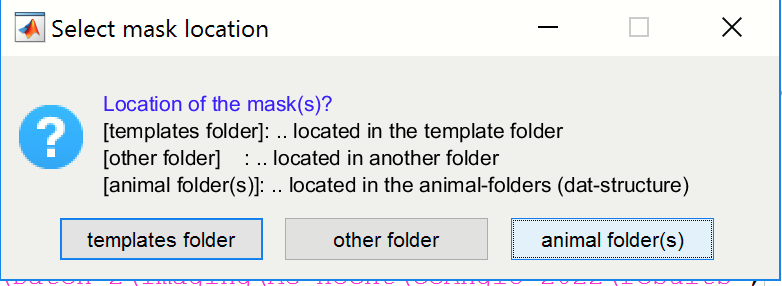 Select mask location
Location of the mask(s)?
[templates folder]: .. located in the template folder
[other folder] : .. located in another folder
[animal folder(s)]: .. located in the animal-folders (dat-structure)
templates folder
other folder
animal folder(s)